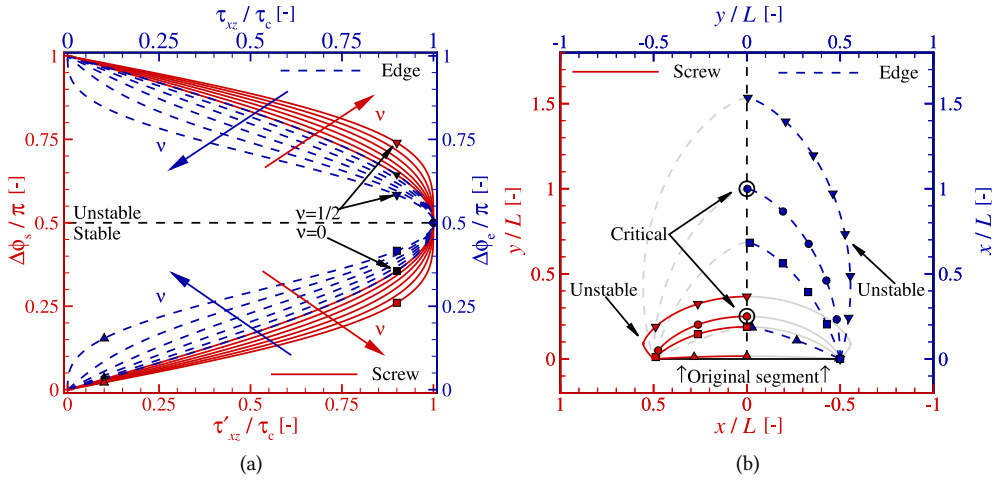 τxz / τc [-]
0 0.25 0.5 0.75 1
Edge
ν ν
Unstable
Stable
ν=1/2
ν=0
ν ν
Screw
0 0.25 0.5 0.75 1
Δϕs / π [-]
0 0.25 0.5 0.75 1
Δϕe / π [-]
0 0.25 0.5 0.75 1
τ'xz / τc [-]
(a)
y / L [-]
-1 -0.5 0 0.5 1
Screw Edge
Critical
Unstable Unstable
↑Original segment↑
0 0.5 1 1.5
y / L [-]
0 0.5 1 1.5
x / L [-]
1 0.5 0 -0.5 -1
x / L [-]
(b)